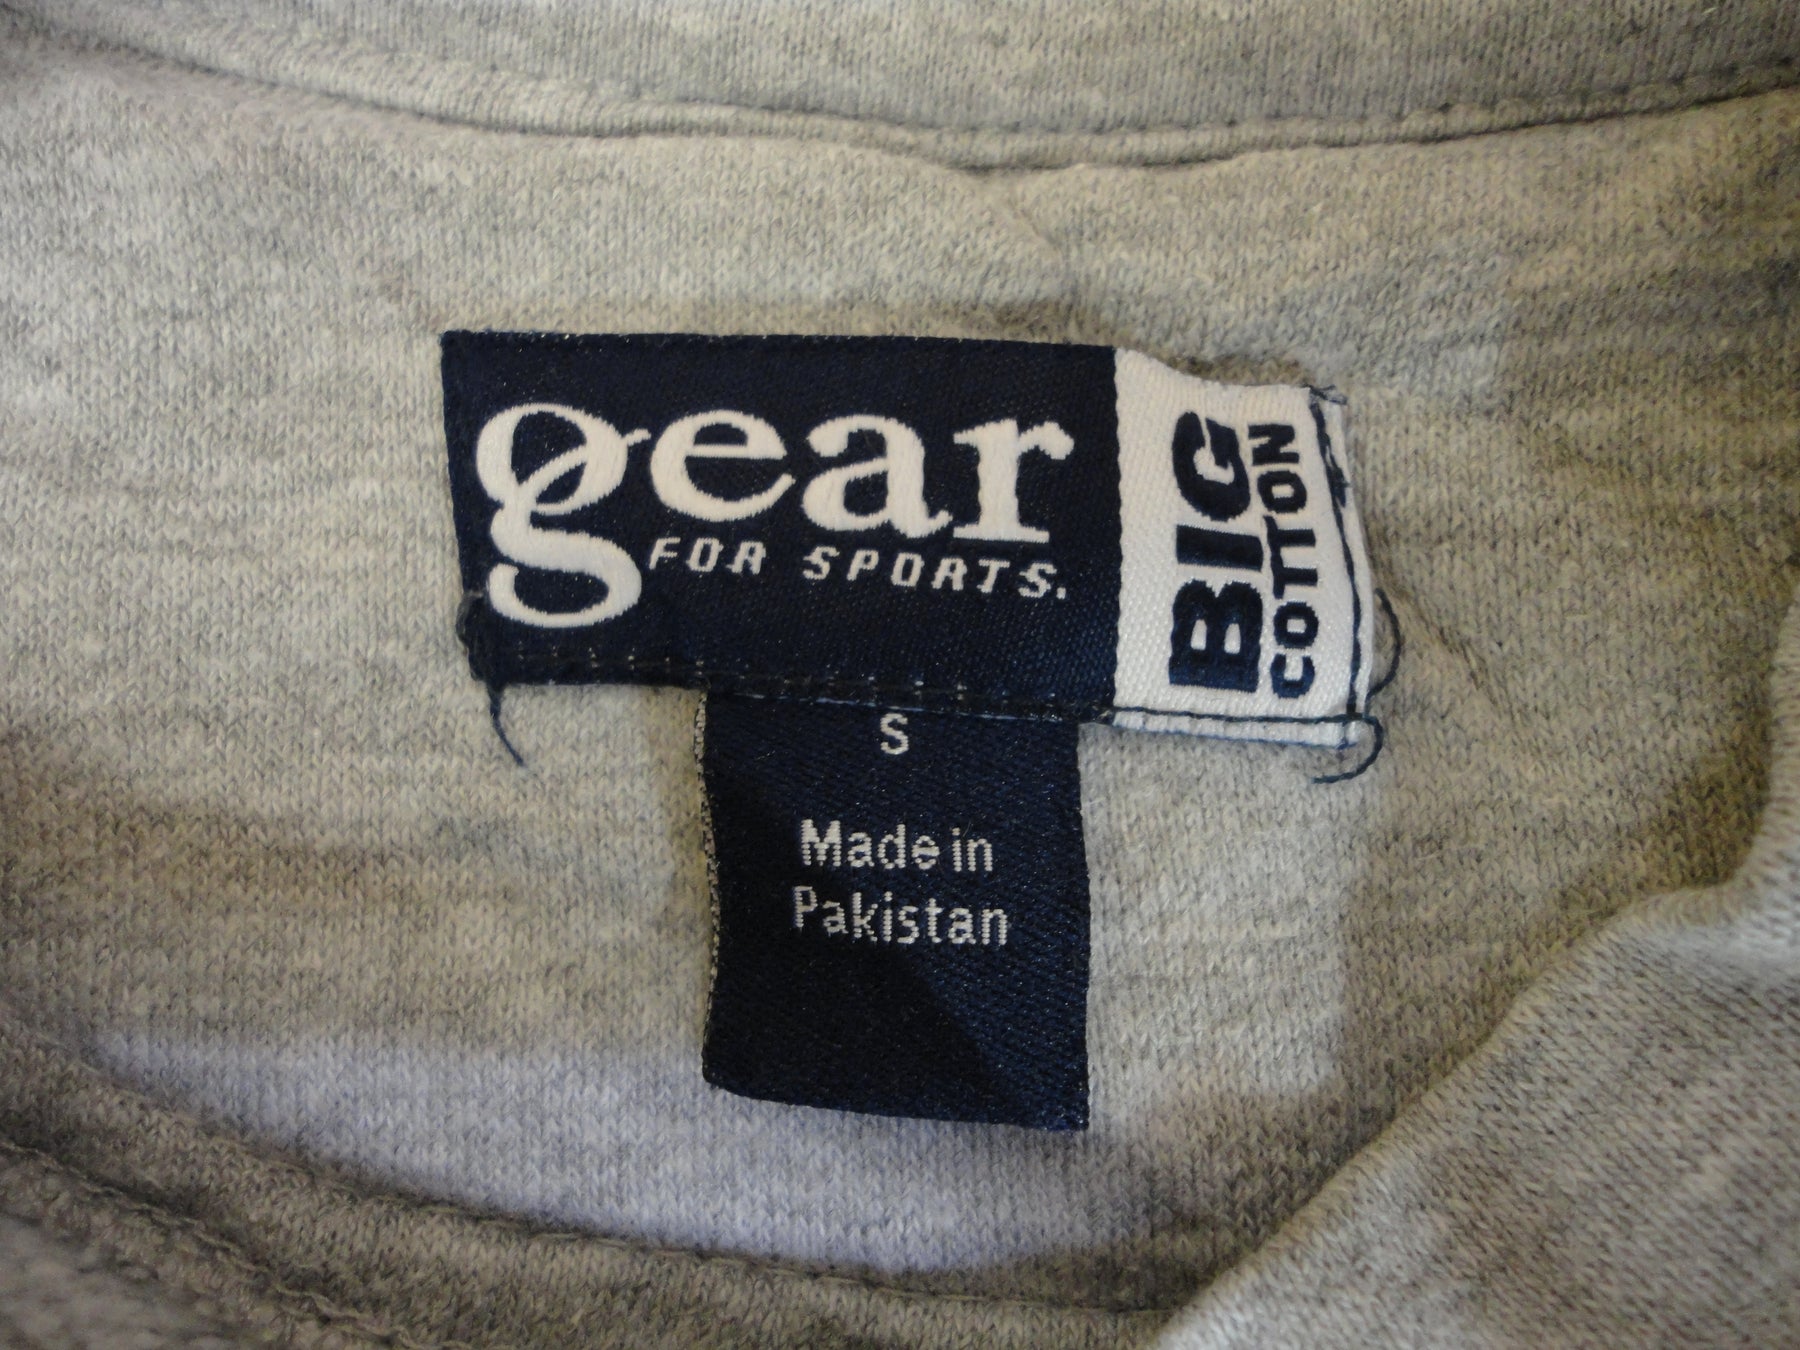 gear
FOR SPORTS.
BIG
COTTON
S
Made in
Pakistan